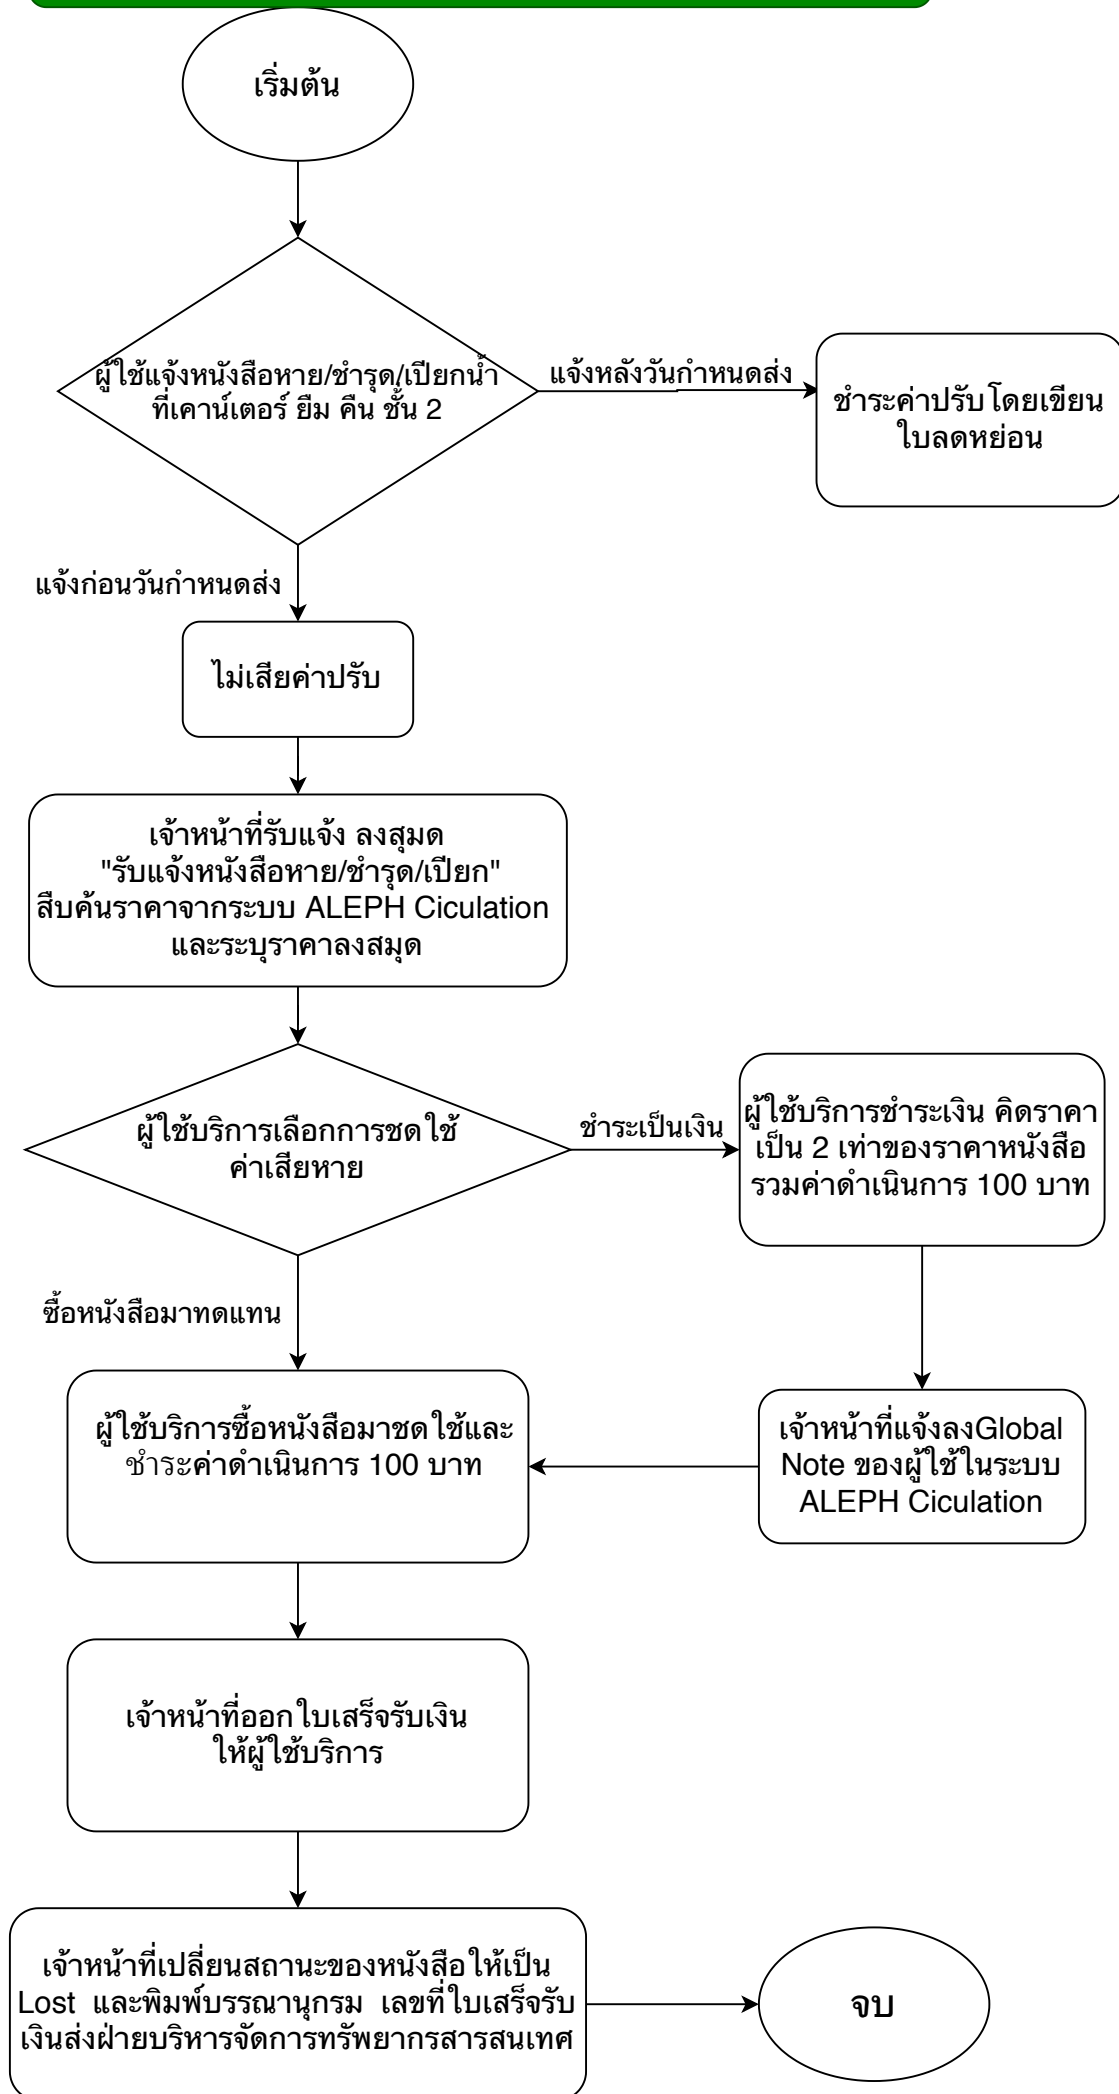 เริ่มต้น
ผู้ใช้แจ้งหนังสือหาย/ชำรุด/เปียกน้ำ
ที่เคาน์เตอร์ ยืม คืน ชั้น 2
แจ้งหลังวันกำหนดส่ง
ชำระค่าปรับโดยเขียน
ใบลดหย่อน
แจ้งก่อนวันกำหนดส่ง
ไม่เสียค่าปรับ
เจ้าหน้าที่รับแจ้ง ลงสุมด
"รับแจ้งหนังสือหาย/ชำรุด/เปียก"
สืบค้นราคาจากระบบ ALEPH Ciculation
และระบุราคาลงสมุด
ผู้ใช้บริการเลือกการชดใช้
ค่าเสียหาย
ชำระเป็นเงิน
ผู้ใช้บริการชำระเงิน คิดราคา
เป็น 2 เท่าของราคาหนังสือ
รวมค่าดำเนินการ 100 บาท
ซื้อหนังสือมาทดแทน
ผู้ใช้บริการซื้อหนังสือมาชดใช้และ
ชำระค่าดำเนินการ 100 บาท
เจ้าหน้าที่แจ้งลงGlobal
Note ของผู้ใช้ในระบบ
ALEPH Ciculation
เจ้าหน้าที่ออกใบเสร็จรับเงิน
ให้ผู้ใช้บริการ
เจ้าหน้าที่เปลี่ยนสถานะของหนังสือให้เป็น
Lost และพิมพ์บรรณานุกรม เลขที่ใบเสร็จรับ
เงินส่งฝ่ายบริหารจัดการทรัพยากรสารสนเทศ
จบ